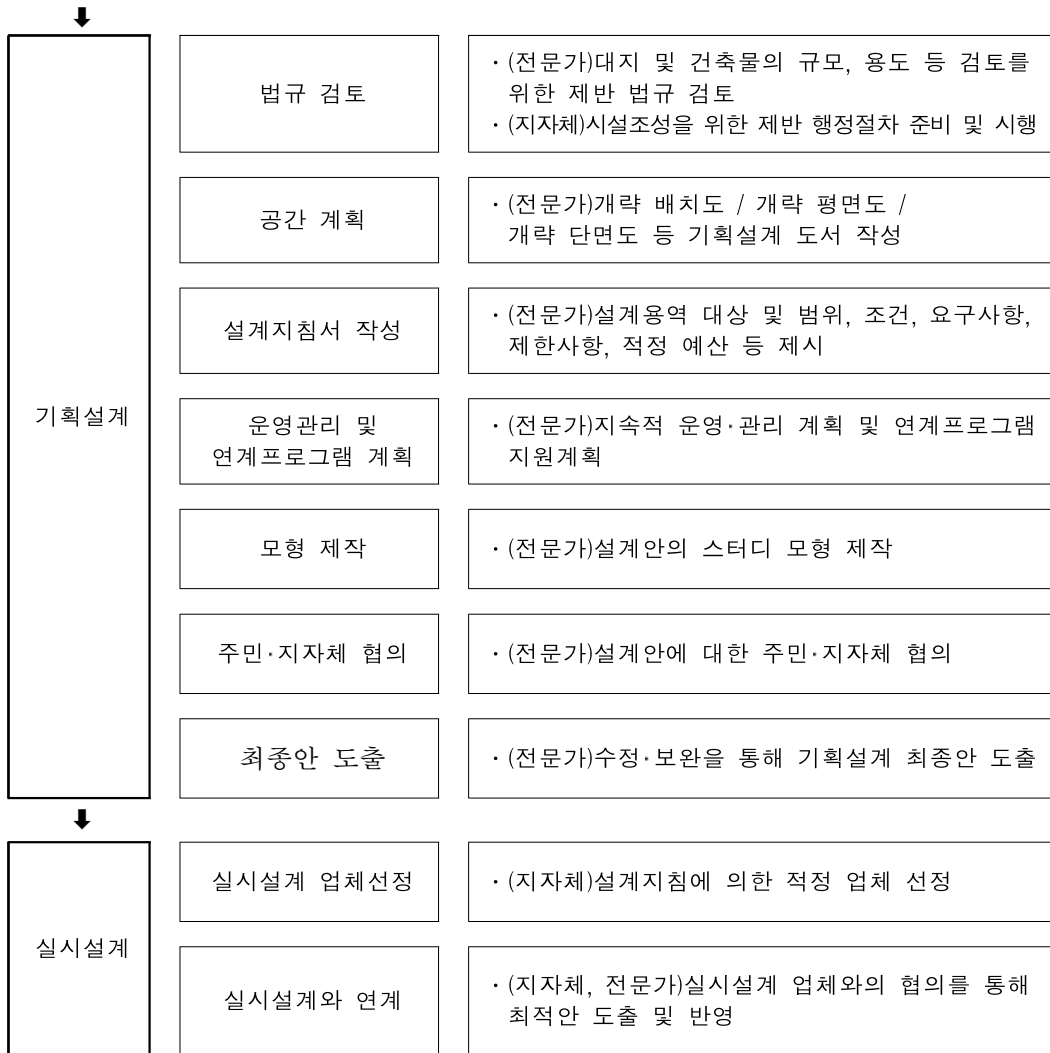 기획설계
법규 검토
· (전문가)대지 및 건축물의 규모, 용도 등 검토를
위한 제반 법규 검토
· (지자체)시설조성을 위한 제반 행정절차 준비 및 시행
공간 계획
· (전문가)개략 배치도 / 개략 평면도 /
개략 단면도 등 기획설계 도서 작성
설계지침서 작성
· (전문가)설계용역 대상 및 범위, 조건, 요구사항,
제한사항, 적정 예산 등 제시
운영관리 및
연계프로그램 계획
· (전문가)지속적 운영·관리 계획 및 연계프로그램
지원계획
모형 제작
· (전문가)설계안의 스터디 모형 제작
주민·지자체 협의
· (전문가)설계안에 대한 주민·지자체 협의
최종안 도출
· (전문가)수정·보완을 통해 기획설계 최종안 도출
실시설계
실시설계 업체선정
· (지자체)설계지침에 의한 적정 업체 선정
실시설계와 연계
· (지자체, 전문가)실시설계 업체와의 협의를 통해
최적안 도출 및 반영